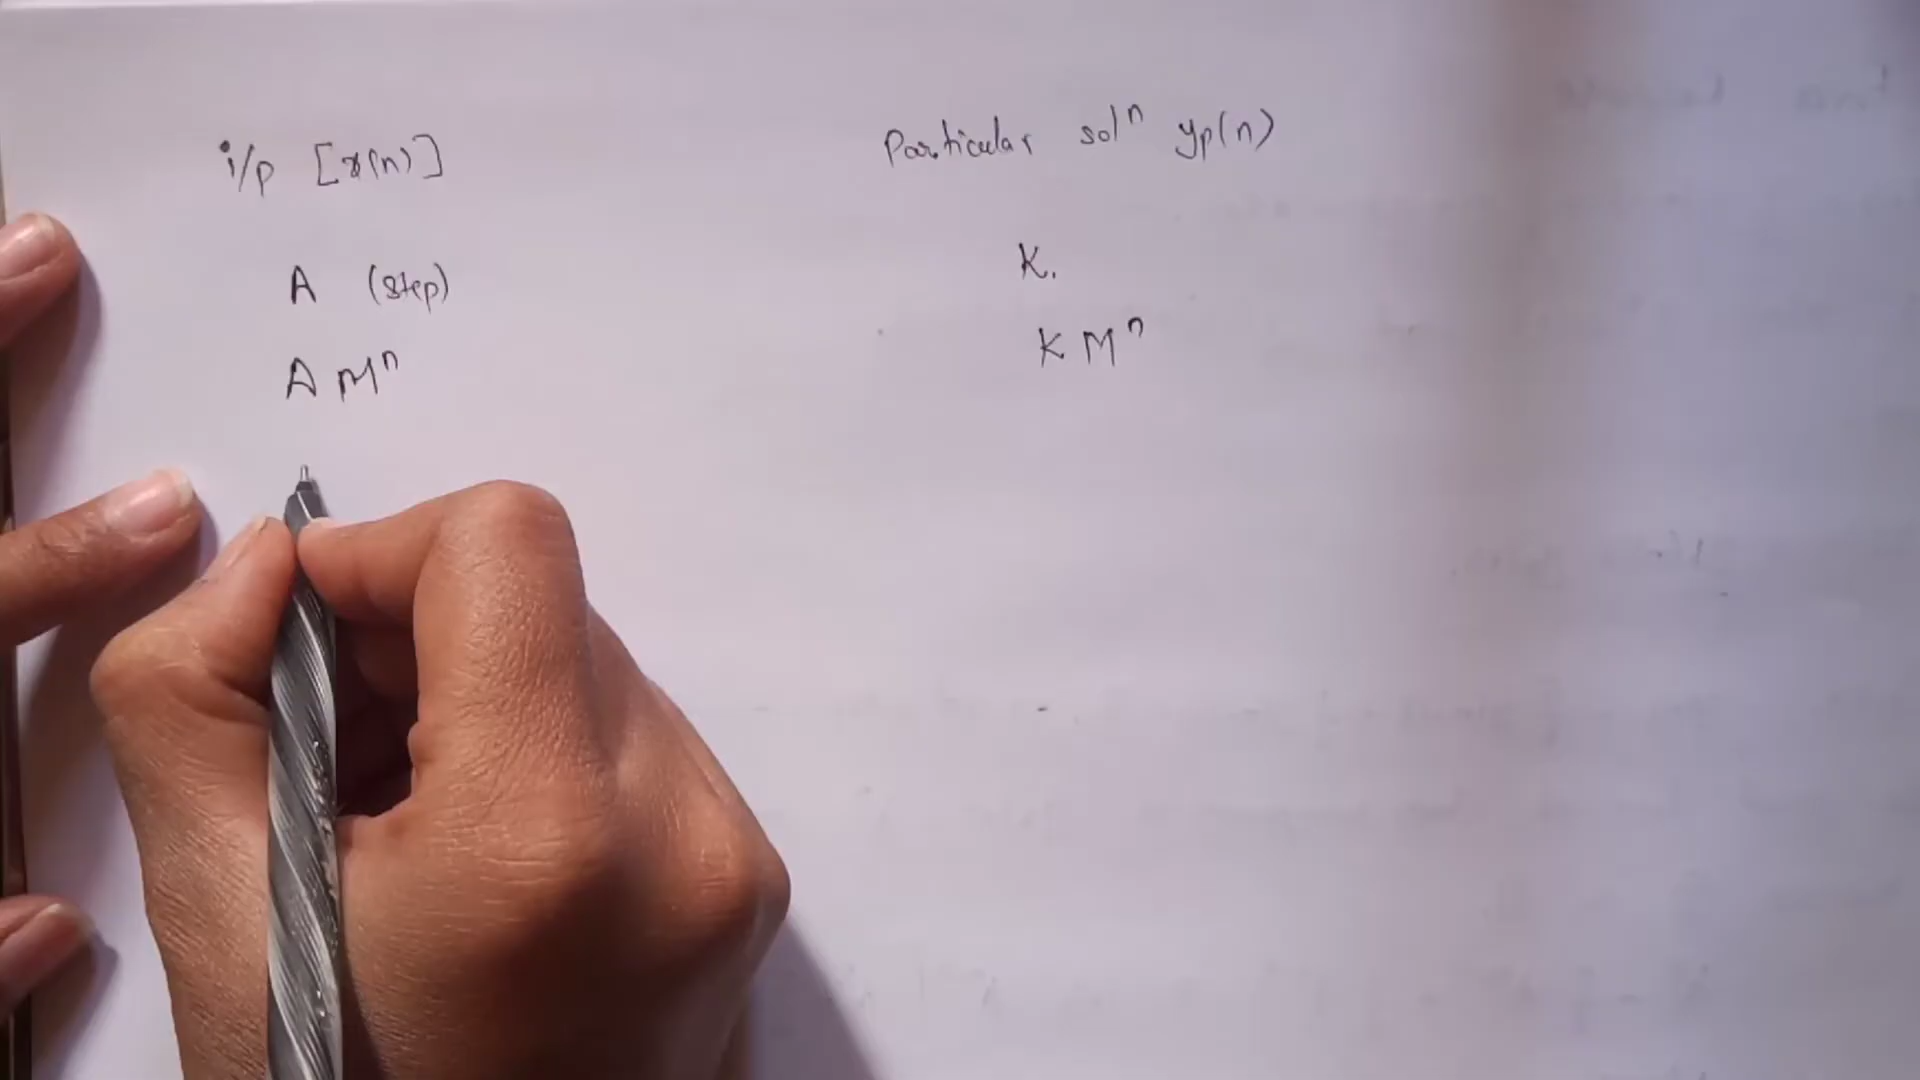 i/p [x(n)] Particular solⁿ yp(n)
A (step) K.
A Mⁿ K Mⁿ